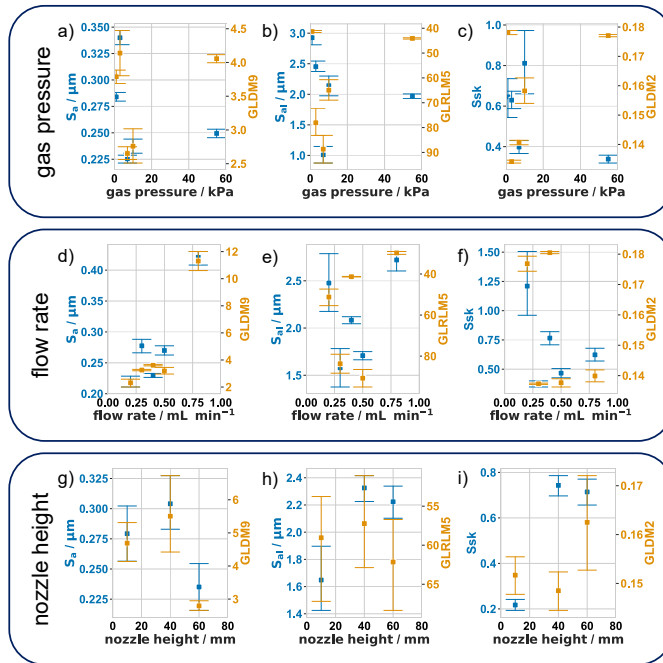 gas pressure
a)
0.333
0.300
0.275
0.250
0.225
Sa / μm
4.5
4.0
3.5
3.0
2.5
GLDM9
0 20 40 60
gas pressure / kPa
b)
3.0
2.5
2.0
1.5
1.0
Sal / μm
40
50
60
70
80
90
GLRLM5
0 20 40 60
gas pressure / kPa
c)
1.0
0.8
0.6
0.4
Ssk
0.18
0.17
0.16
0.15
0.14
GLDM2
0 20 40 60
gas pressure / kPa
flow rate
d)
0.40
0.30
0.25
0.20
Sa / μm
12
10
8
6
4
2
GLDM9
0.00 0.25 0.50 0.75 1.00
flow rate / mL min⁻¹
e)
2.5
2.0
1.5
Sal / μm
40
60
80
GLRLM5
0.00 0.25 0.50 0.75 1.00
flow rate / mL min⁻¹
f)
1.50
1.25
1.00
0.75
0.50
Ssk
0.18
0.17
0.16
0.15
0.14
GLDM2
0.00 0.25 0.50 0.75 1.00
flow rate / mL min⁻¹
nozzle height
g)
0.325
0.300
0.275
0.250
0.225
Sa / μm
6
5
4
3
GLDM9
0 20 40 60 80
nozzle height / mm
h)
2.4
2.2
2.0
1.8
1.6
1.4
Sal / μm
55
60
65
GLRLM5
0 20 40 60 80
nozzle height / mm
i)
0.8
0.6
0.4
0.2
Ssk
0.17
0.16
0.15
GLDM2
0 20 40 60 80
nozzle height / mm